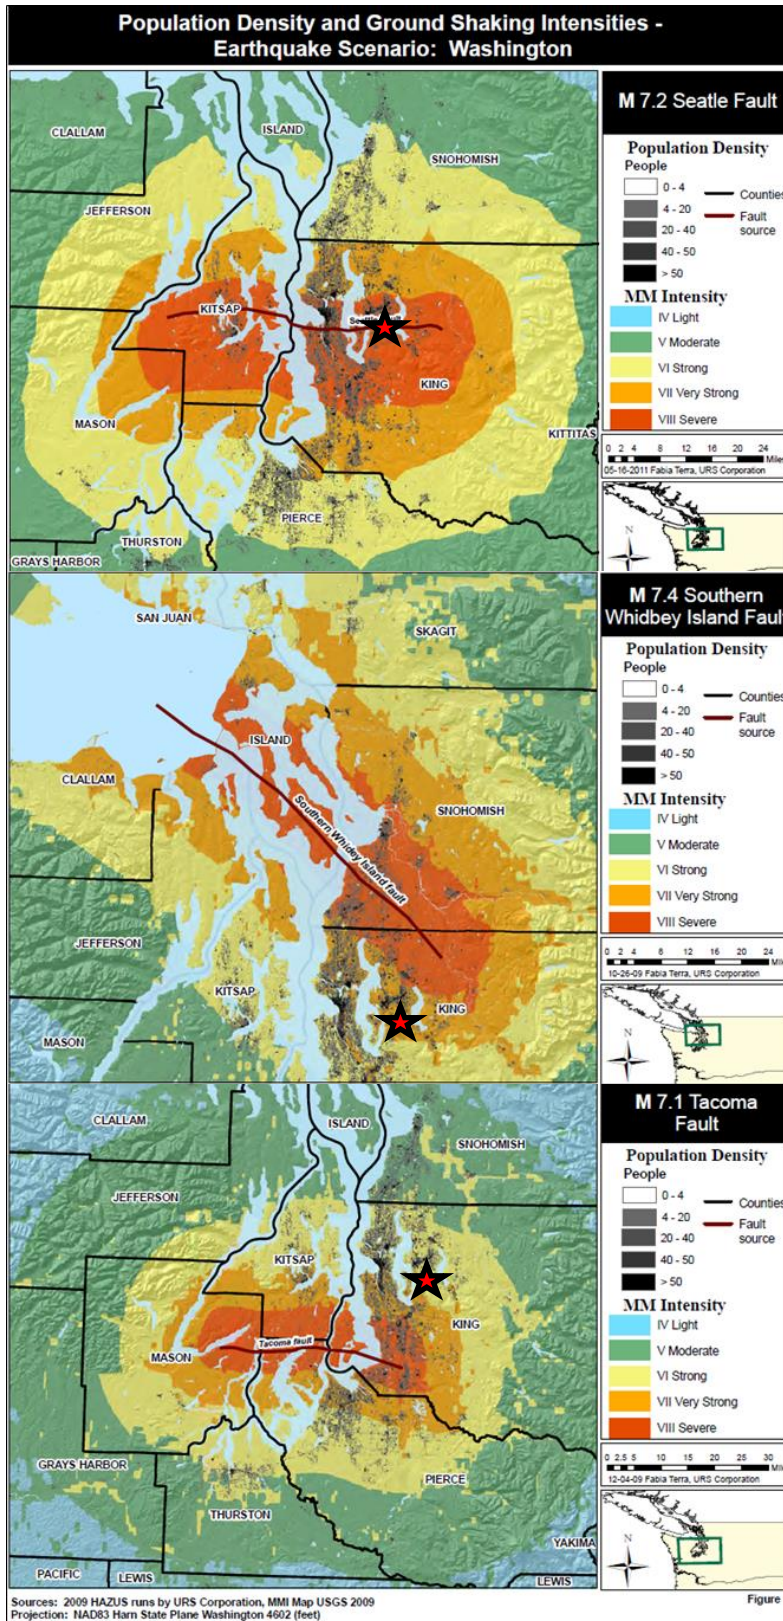 Population Density and Ground Shaking Intensities -
Earthquake Scenario: Washington
CLALLAM
ISLAND
SNOHOMISH
JEFFERSON
KITSAP
KING
MASON
KITTITAS
PIERCE
THURSTON
GRAYS HARBOR
M 7.2 Seatle Fault
Population Density
People
0 - 4
4 - 20
20 - 40
40 - 50
> 50
Counties
Fault
source
MM Intensity
IV Light
V Moderate
VI Strong
VII Very Strong
VIII Severe
0 2 4 8 12 16 20 24
Miles
05-16-2011 Fabia Terra, URS Corporation
N
SAN JUAN
SKAGIT
ISLAND
CLALLAM
SNOHOMISH
Southern Whidbey Island fault
JEFFERSON
KITSAP
KING
MASON
M 7.4 Southern
Whidbey Island Fault
Population Density
People
0 - 4
4 - 20
20 - 40
40 - 50
> 50
Counties
Fault
source
MM Intensity
IV Light
V Moderate
VI Strong
VII Very Strong
VIII Severe
0 2 4 8 12 16 20 24
10-26-09 Fabia Terra, URS Corporation
N
CLALLAM
ISLAND
SNOHOMISH
JEFFERSON
KITSAP
KING
MASON
Tacoma fault
GRAYS HARBOR
PIERCE
THURSTON
YAKIMA
PACIFIC
LEWIS
LEWIS
M 7.1 Tacoma
Fault
Population Density
People
0 - 4
4 - 20
20 - 40
40 - 50
> 50
Counties
Fault
source
MM Intensity
IV Light
V Moderate
VI Strong
VII Very Strong
VIII Severe
0 2.5 5 10 15 20 25 30
12-04-09 Fabia Terra, URS Corporation
N
Sources: 2009 HAZUS runs by URS Corporation, MMI Map USGS 2009
Projection: NAD83 Harn State Plane Washington 4602 (feet)
Figure